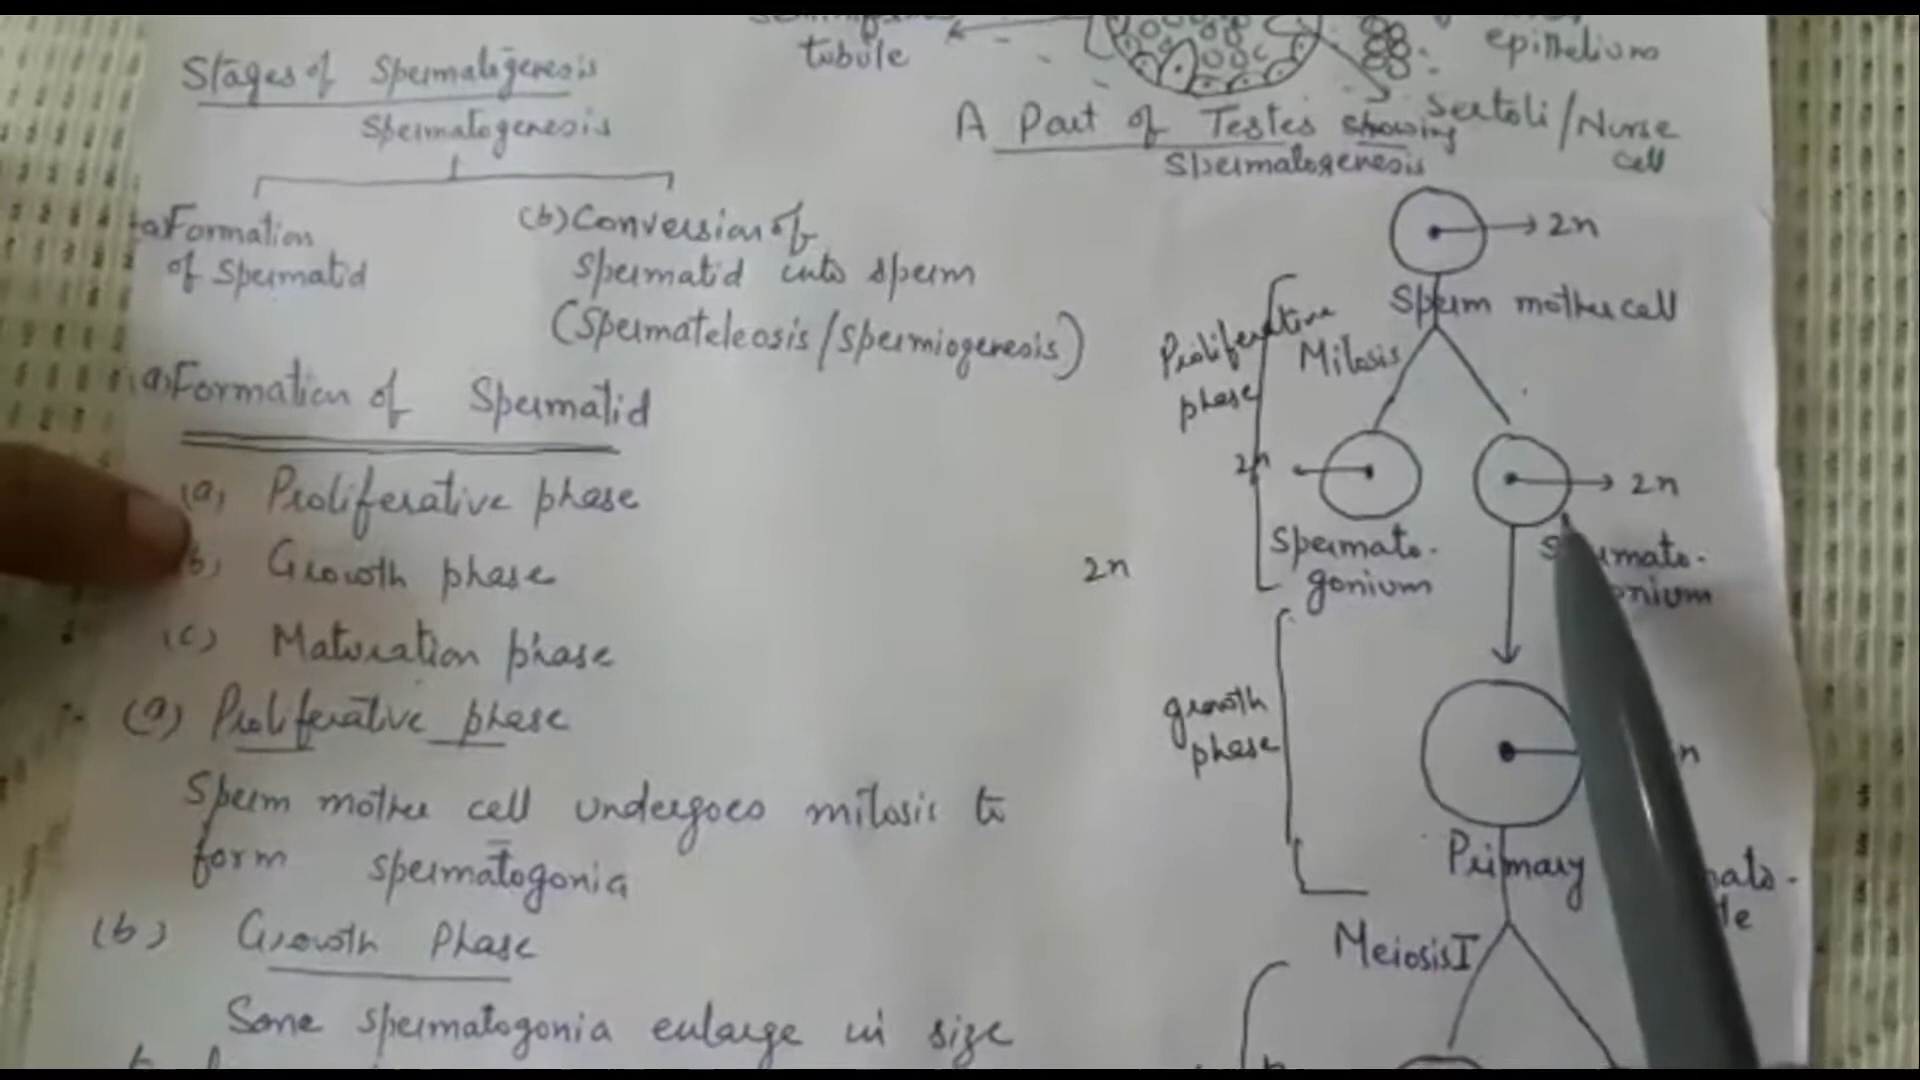 tubule
epithelium
A Part of Testes showing
Spermatogenesis
Sertoli/Nurse
cell
Stages of Spermatogenesis
Spermatogenesis
(a) Formation
of Spermatid
(b) Conversion of
Spermatid into sperm
(Spermateleosis/Spermiogenesis)
(a) Formation of Spermatid
(a) Proliferative phase
(b) Growth phase
(c) Maturation phase
(a) Proliferative phase
Sperm mother cell undergoes mitosis to
form spermatogonia
(b) Growth Phase
Some spermatogonia enlarge in size
2n
Sperm mother cell
Proliferative
phase
Mitosis
2n
2n
Spermato-
gonium
2n
growth
phase
n
Primary
Meiosis I